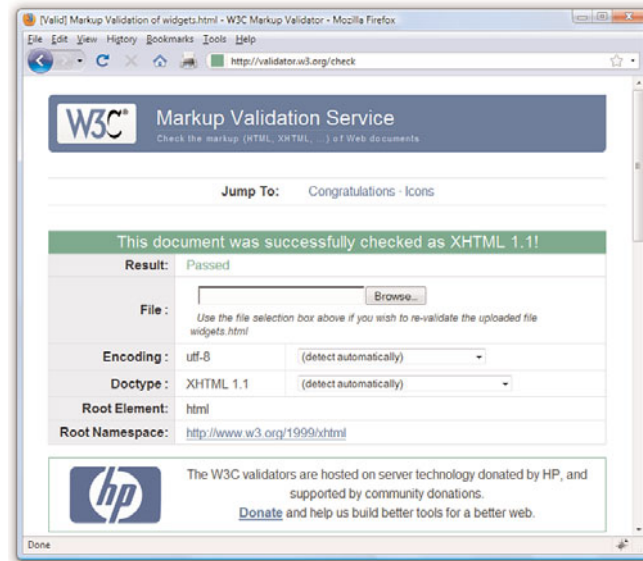 [Valid] Markup Validation of widgets.html - W3C Markup Validator - Mozilla Firefox
File Edit View History Bookmarks Tools Help
http://validator.w3.org/check
W3C® Markup Validation Service
Check the markup (HTML, XHTML, ...) of Web documents
Jump To: Congratulations · Icons
This document was successfully checked as XHTML 1.1!
Result: Passed
File : Browse...
Use the file selection box above if you wish to re-validate the uploaded file
widgets.html
Encoding : utf-8 (detect automatically)
Doctype : XHTML 1.1 (detect automatically)
Root Element: html
Root Namespace: http://www.w3.org/1999/xhtml
hp
The W3C validators are hosted on server technology donated by HP, and
supported by community donations.
Donate and help us build better tools for a better web.
Done